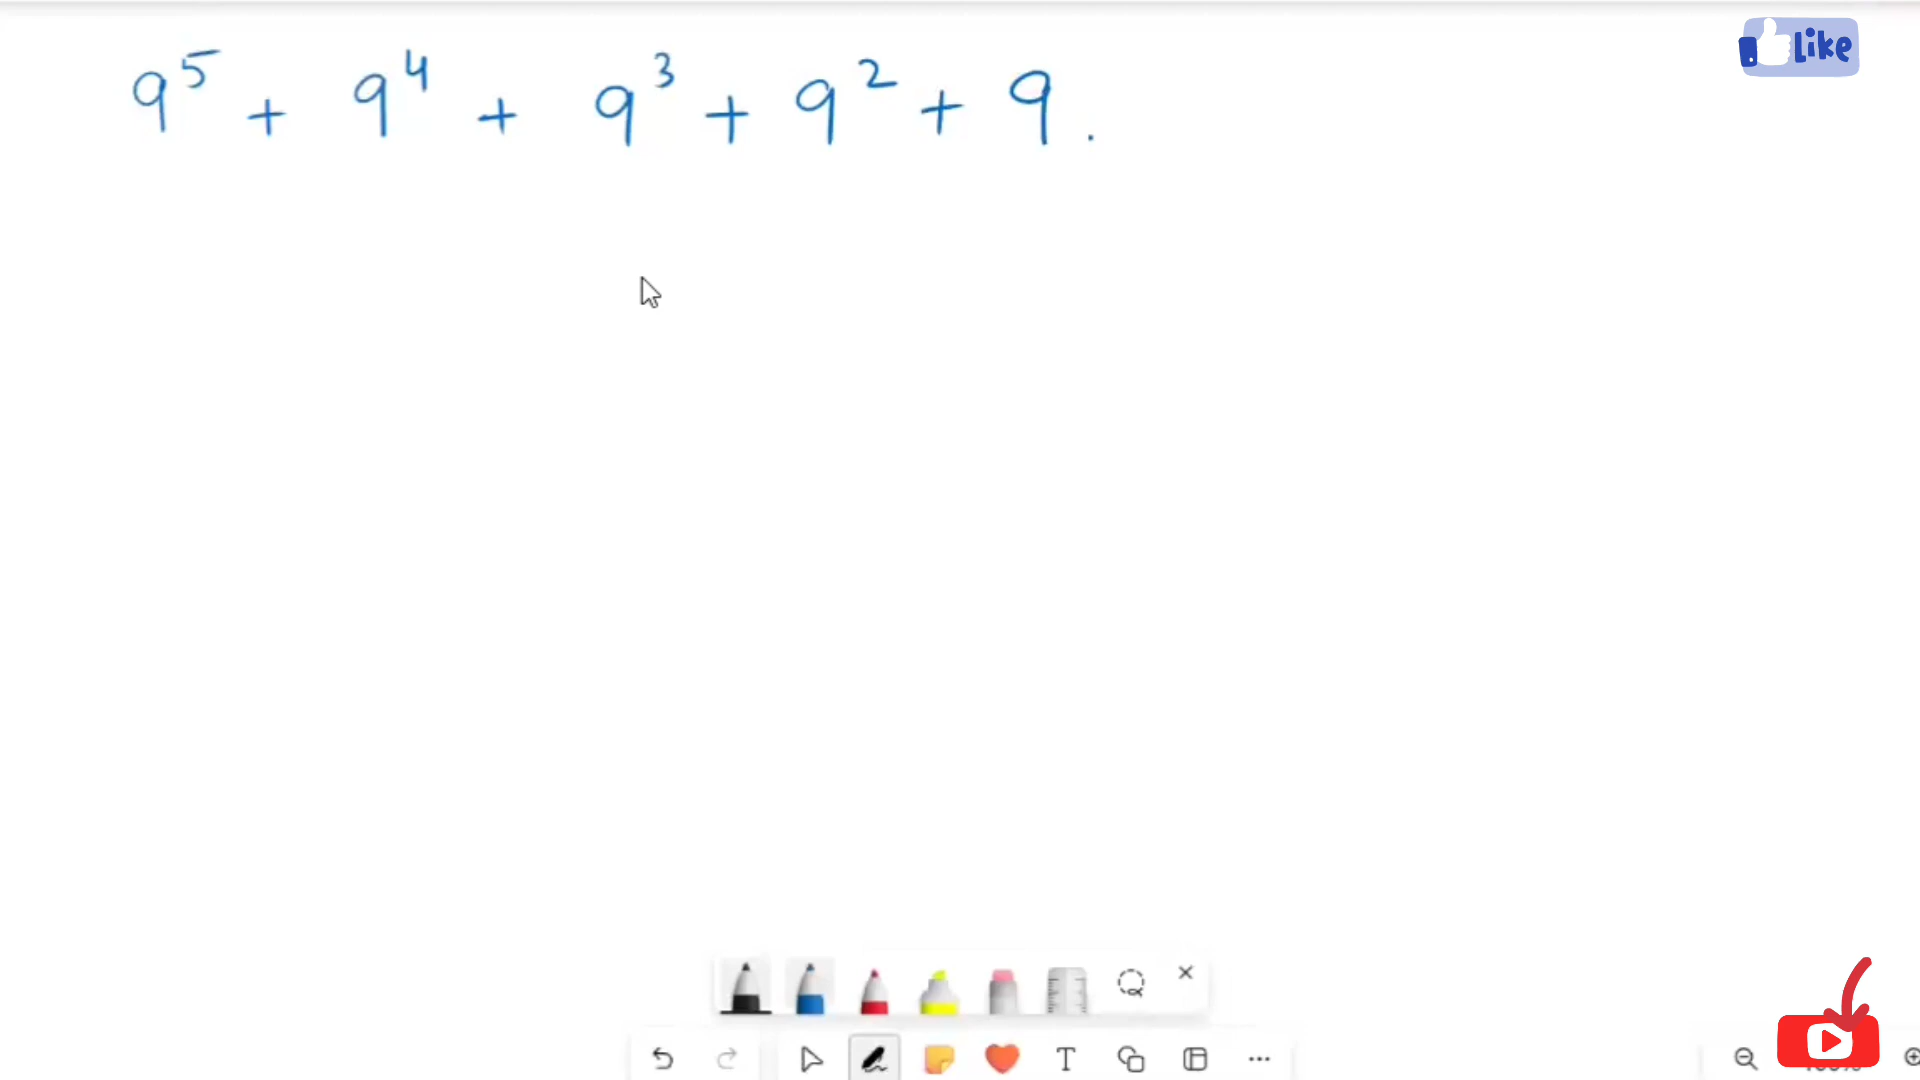 9⁵ + 9⁴ + 9³ + 9² + 9 .
Like
T